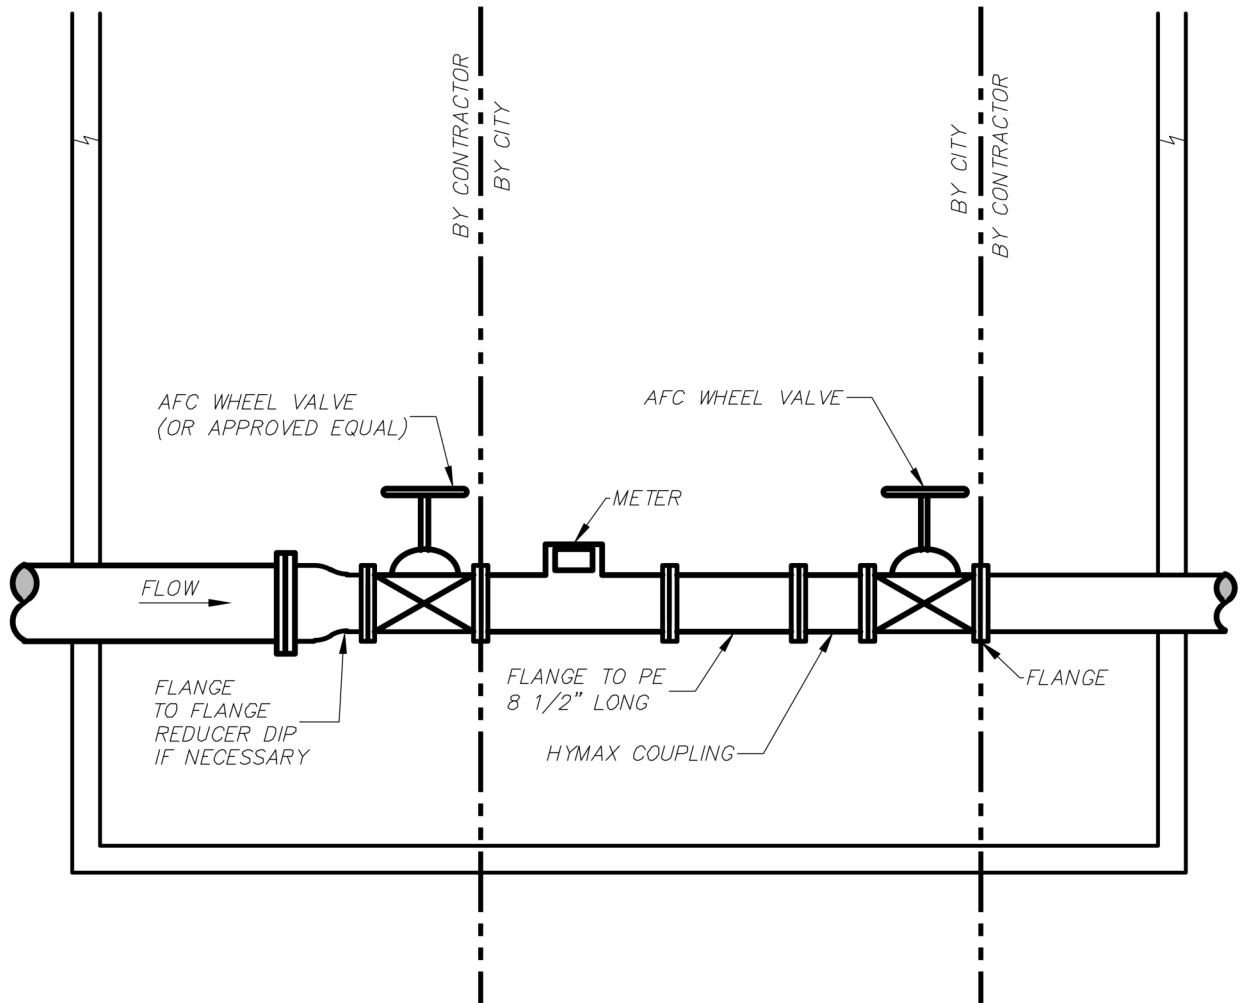 BY CONTRACTOR
BY CITY
BY CITY
BY CONTRACTOR
AFC WHEEL VALVE
(OR APPROVED EQUAL)
AFC WHEEL VALVE
METER
FLOW
FLANGE
TO FLANGE
REDUCER DIP
IF NECESSARY
FLANGE TO PE
8 1/2” LONG
HYMAX COUPLING
FLANGE